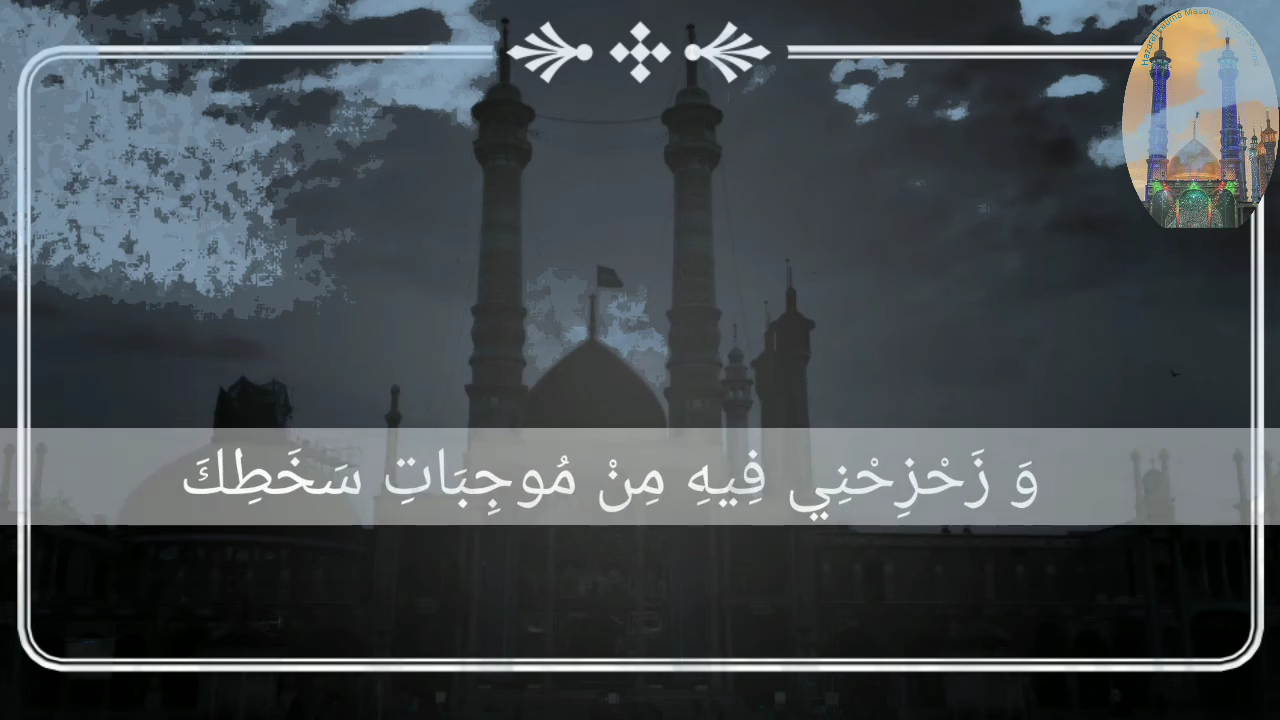 وَ زَحْزِحْنِي فِيهِ مِنْ مُوجِبَاتِ سَخَطِكَ